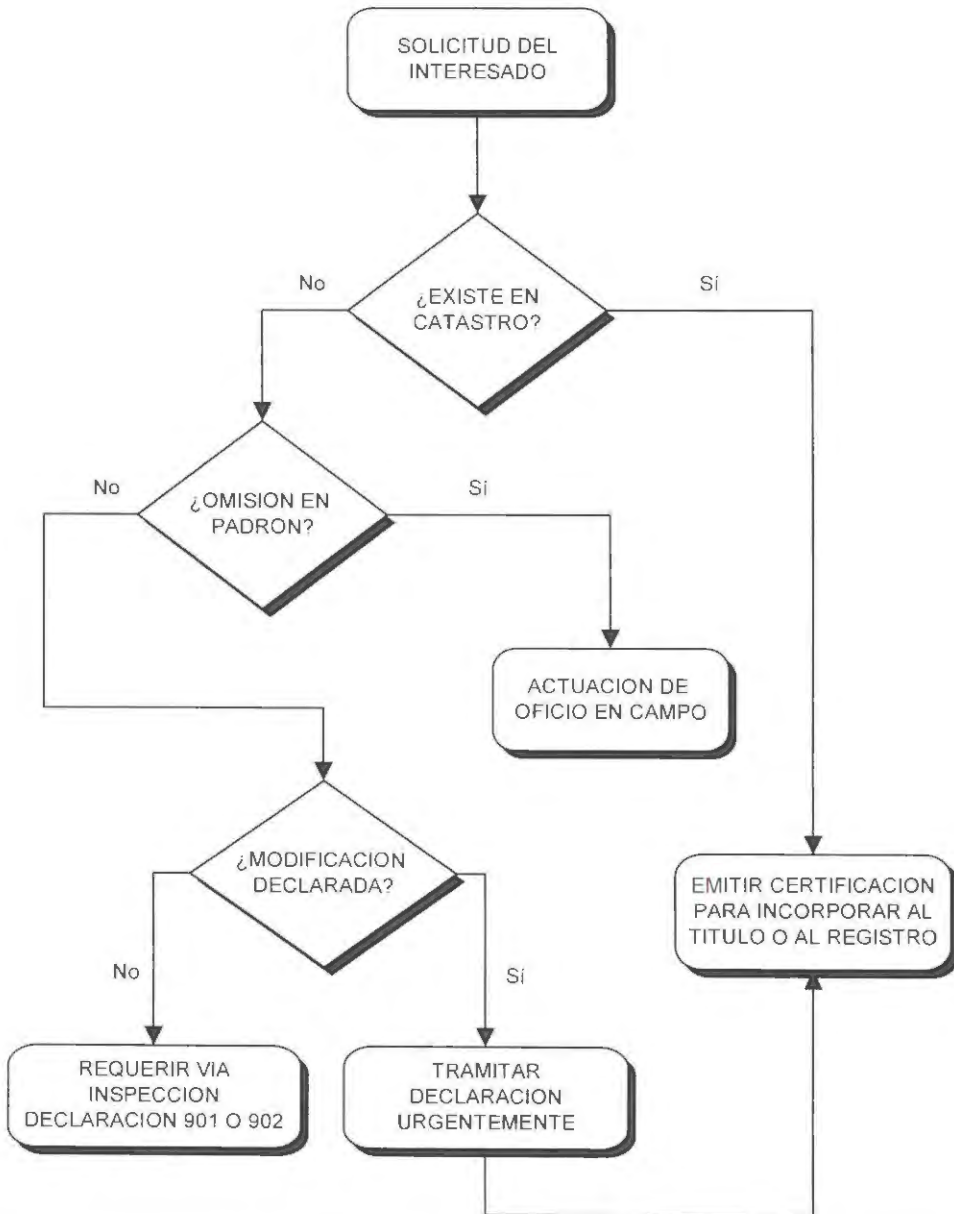 SOLICITUD DEL
INTERESADO
No
Sí
¿EXISTE EN
CATASTRO?
No
Sí
¿OMISION EN
PADRON?
ACTUACION DE
OFICIO EN CAMPO
¿MODIFICACION
DECLARADA?
EMITIR CERTIFICACION
PARA INCORPORAR AL
TITULO O AL REGISTRO
No
Sí
REQUERIR VIA
INSPECCION
DECLARACION 901 O 902
TRAMITAR
DECLARACION
URGENTEMENTE